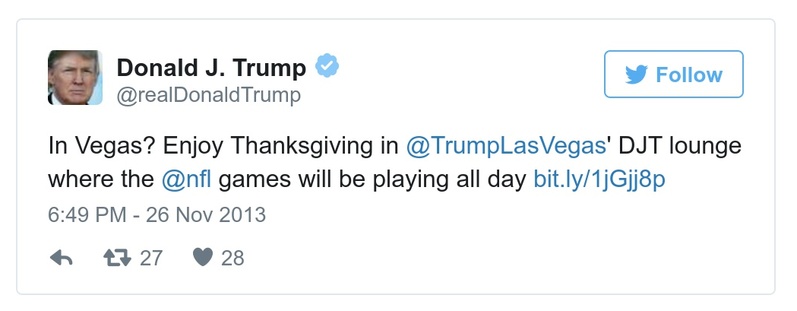 Donald J. Trump
@realDonaldTrump
Follow
In Vegas? Enjoy Thanksgiving in @TrumpLasVegas' DJT lounge
where the @nfl games will be playing all day bit.ly/1jGjj8p
6:49 PM - 26 Nov 2013
27 28